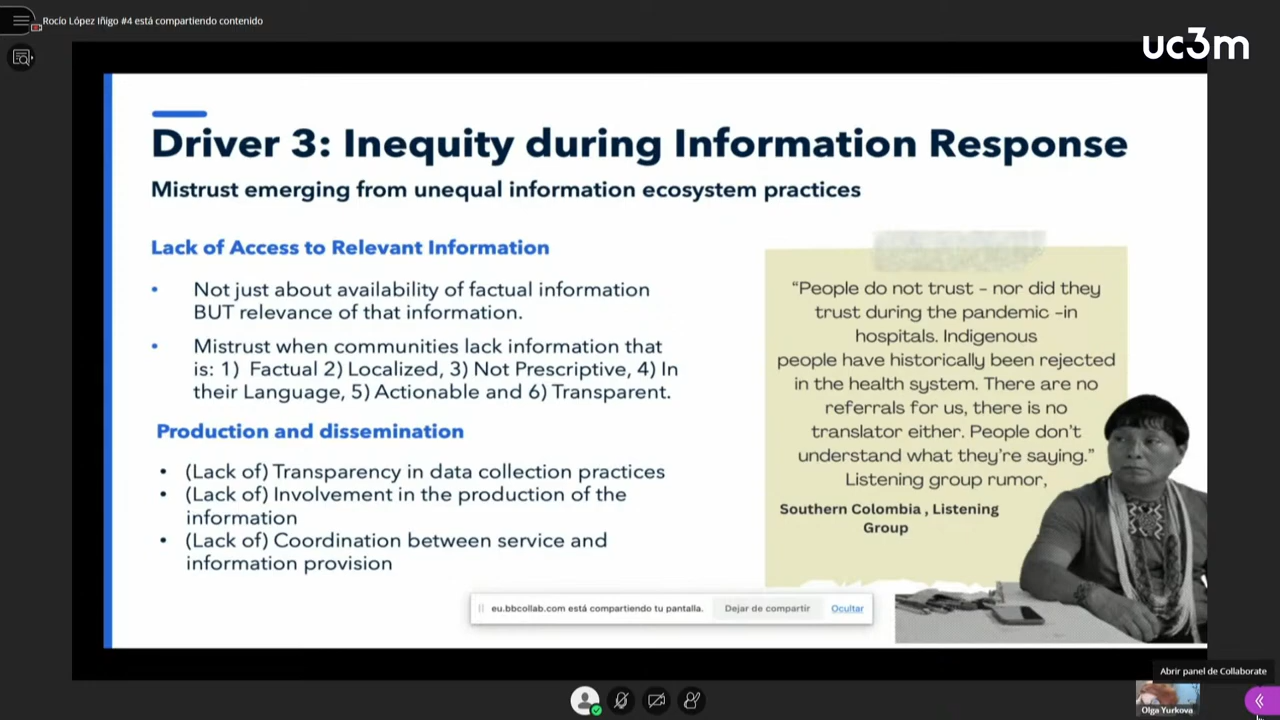 Rocío López Iñigo #4 está compartiendo contenido
uc3m
Driver 3: Inequity during Information Response
Mistrust emerging from unequal information ecosystem practices
Lack of Access to Relevant Information
• Not just about availability of factual information
BUT relevance of that information.
• Mistrust when communities lack information that
is: 1) Factual 2) Localized, 3) Not Prescriptive, 4) In
their Language, 5) Actionable and 6) Transparent.
Production and dissemination
• (Lack of) Transparency in data collection practices
• (Lack of) Involvement in the production of the
information
• (Lack of) Coordination between service and
information provision
“People do not trust – nor did they
trust during the pandemic –in
hospitals. Indigenous
people have historically been rejected
in the health system. There are no
referrals for us, there is no
translator either. People don’t
understand what they’re saying.”
Listening group rumor,
Southern Colombia , Listening
Group
eu.bbcollab.com está compartiendo tu pantalla.
Dejar de compartir
Ocultar
Abrir panel de Collaborate
Olga Yurkova